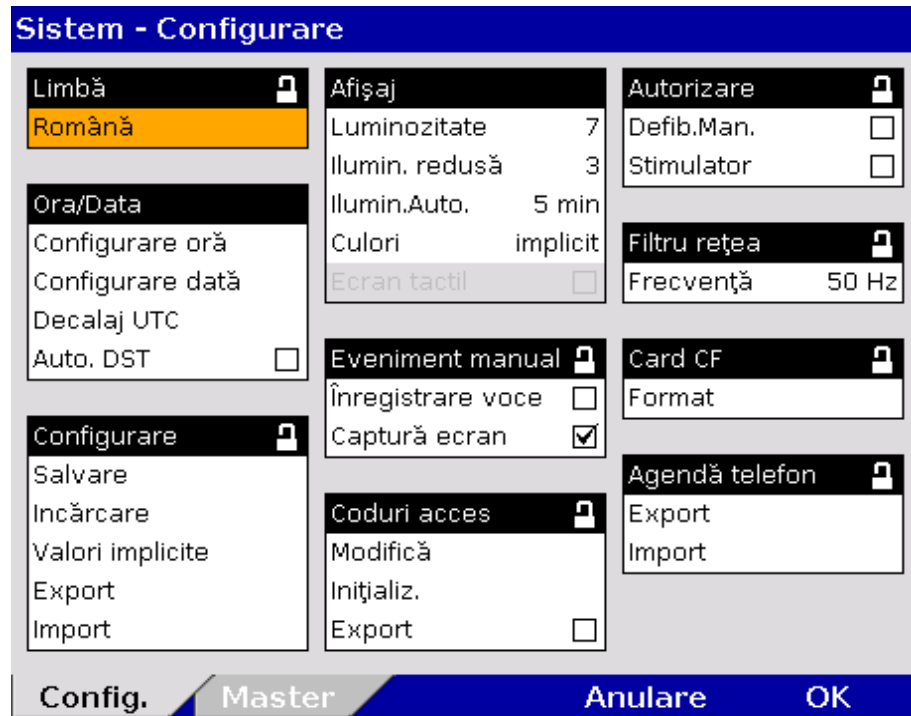 Sistem - Configurare
Limbă
Română
Ora/Data
Configurare oră
Configurare dată
Decalaj UTC
Auto. DST
Configurare
Salvare
Incărcare
Valori implicite
Export
Import
Afişaj
Luminozitate 7
Ilumin. redusă 3
Ilumin.Auto. 5 min
Culori implicit
Ecran tactil
Eveniment manual
Înregistrare voce
Captură ecran
Coduri acces
Modifică
Iniţializ.
Export
Autorizare
Defib.Man.
Stimulator
Filtru reţea
Frecvenţă 50 Hz
Card CF
Format
Agendă telefon
Export
Import
Config. Master Anulare OK